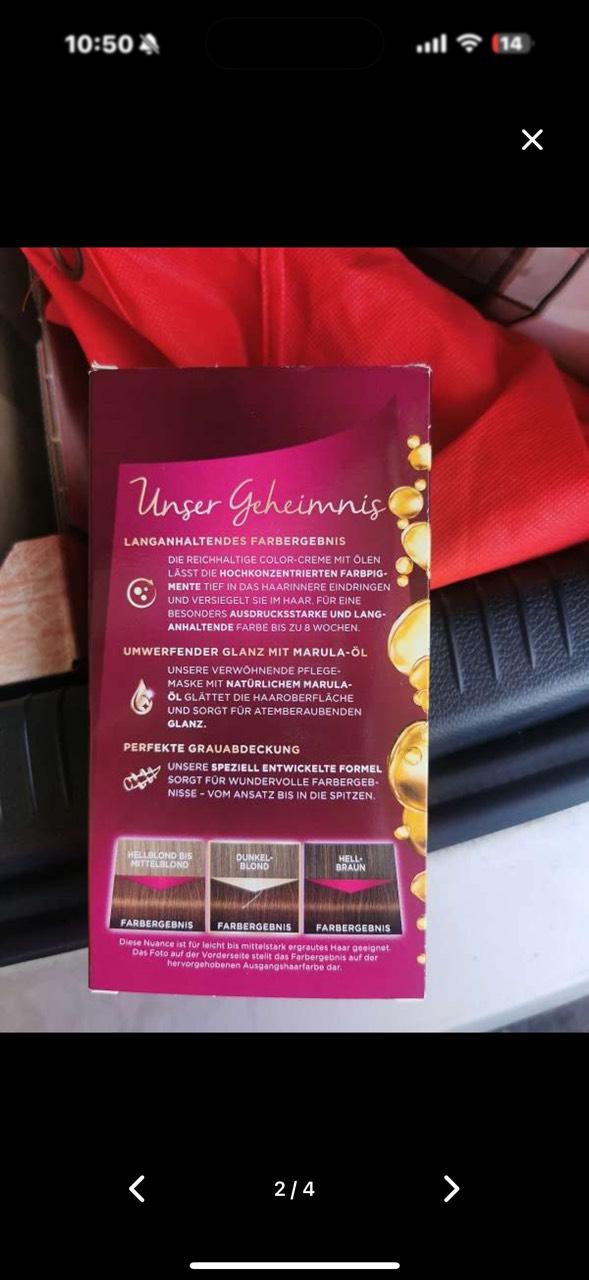 10:50
14
Unser Geheimnis
LANGANHALTENDES FARBERGEBNIS
DIE REICHHALTIGE COLOR-CREME MIT ÖLEN
LÄSST DIE HOCHKONZENTRIERTEN FARBPIG-
MENTE TIEF IN DAS HAARINNERE EINDRINGEN
UND VERSIEGELT SIE IM HAAR. FÜR EINE
BESONDERS AUSDRUCKSSTARKE UND LANG-
ANHALTENDE FARBE BIS ZU 8 WOCHEN.
UMWERFENDER GLANZ MIT MARULA-ÖL
UNSERE VERWÖHNENDE PFLEGE-
MASKE MIT NATÜRLICHEM MARULA-
ÖL GLÄTTET DIE HAAROBERFLÄCHE
UND SORGT FÜR ATEMBERAUBENDEN
GLANZ.
PERFEKTE GRAUABDECKUNG
UNSERE SPEZIELL ENTWICKELTE FORMEL
SORGT FÜR WUNDERVOLLE FARBERGEB-
NISSE – VOM ANSATZ BIS IN DIE SPITZEN.
HELLBLOND BIS
MITTELBLOND
FARBERGEBNIS
DUNKEL-
BLOND
FARBERGEBNIS
HELL-
BRAUN
FARBERGEBNIS
Diese Nuance ist für leicht bis mittelstark ergrautes Haar geeignet.
Das Foto auf der Vorderseite stellt das Farbergebnis auf der
hervorgehobenen Ausgangshaarfarbe dar.
2/4